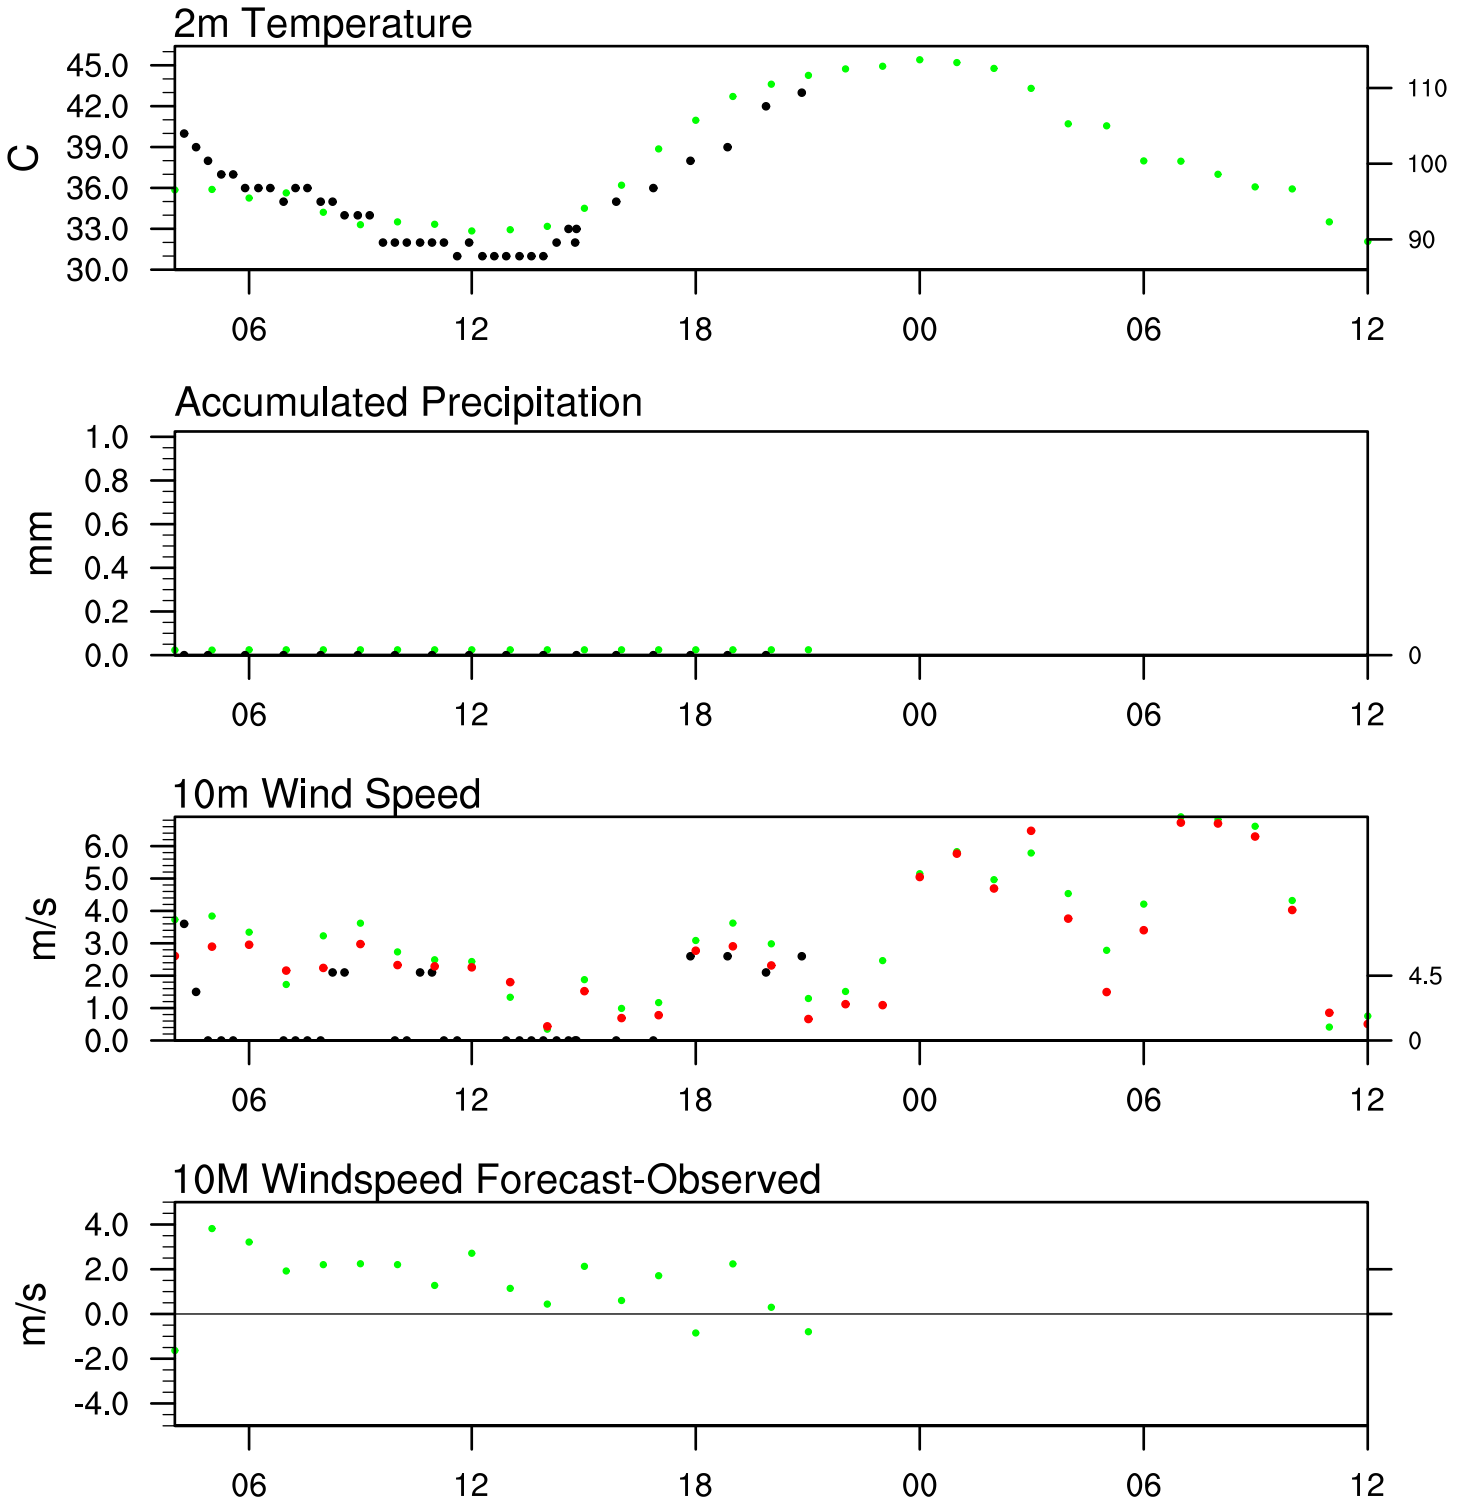 2m Temperature
45.0
42.0
39.0
36.0
33.0
30.0
C
110
100
90
06 12 18 00 06 12
Accumulated Precipitation
1.0
0.8
0.6
0.4
0.2
0.0
mm
0
06 12 18 00 06 12
10m Wind Speed
6.0
5.0
4.0
3.0
2.0
1.0
0.0
m/s
4.5
0
06 12 18 00 06 12
10M Windspeed Forecast-Observed
4.0
2.0
0.0
-2.0
-4.0
m/s
06 12 18 00 06 12